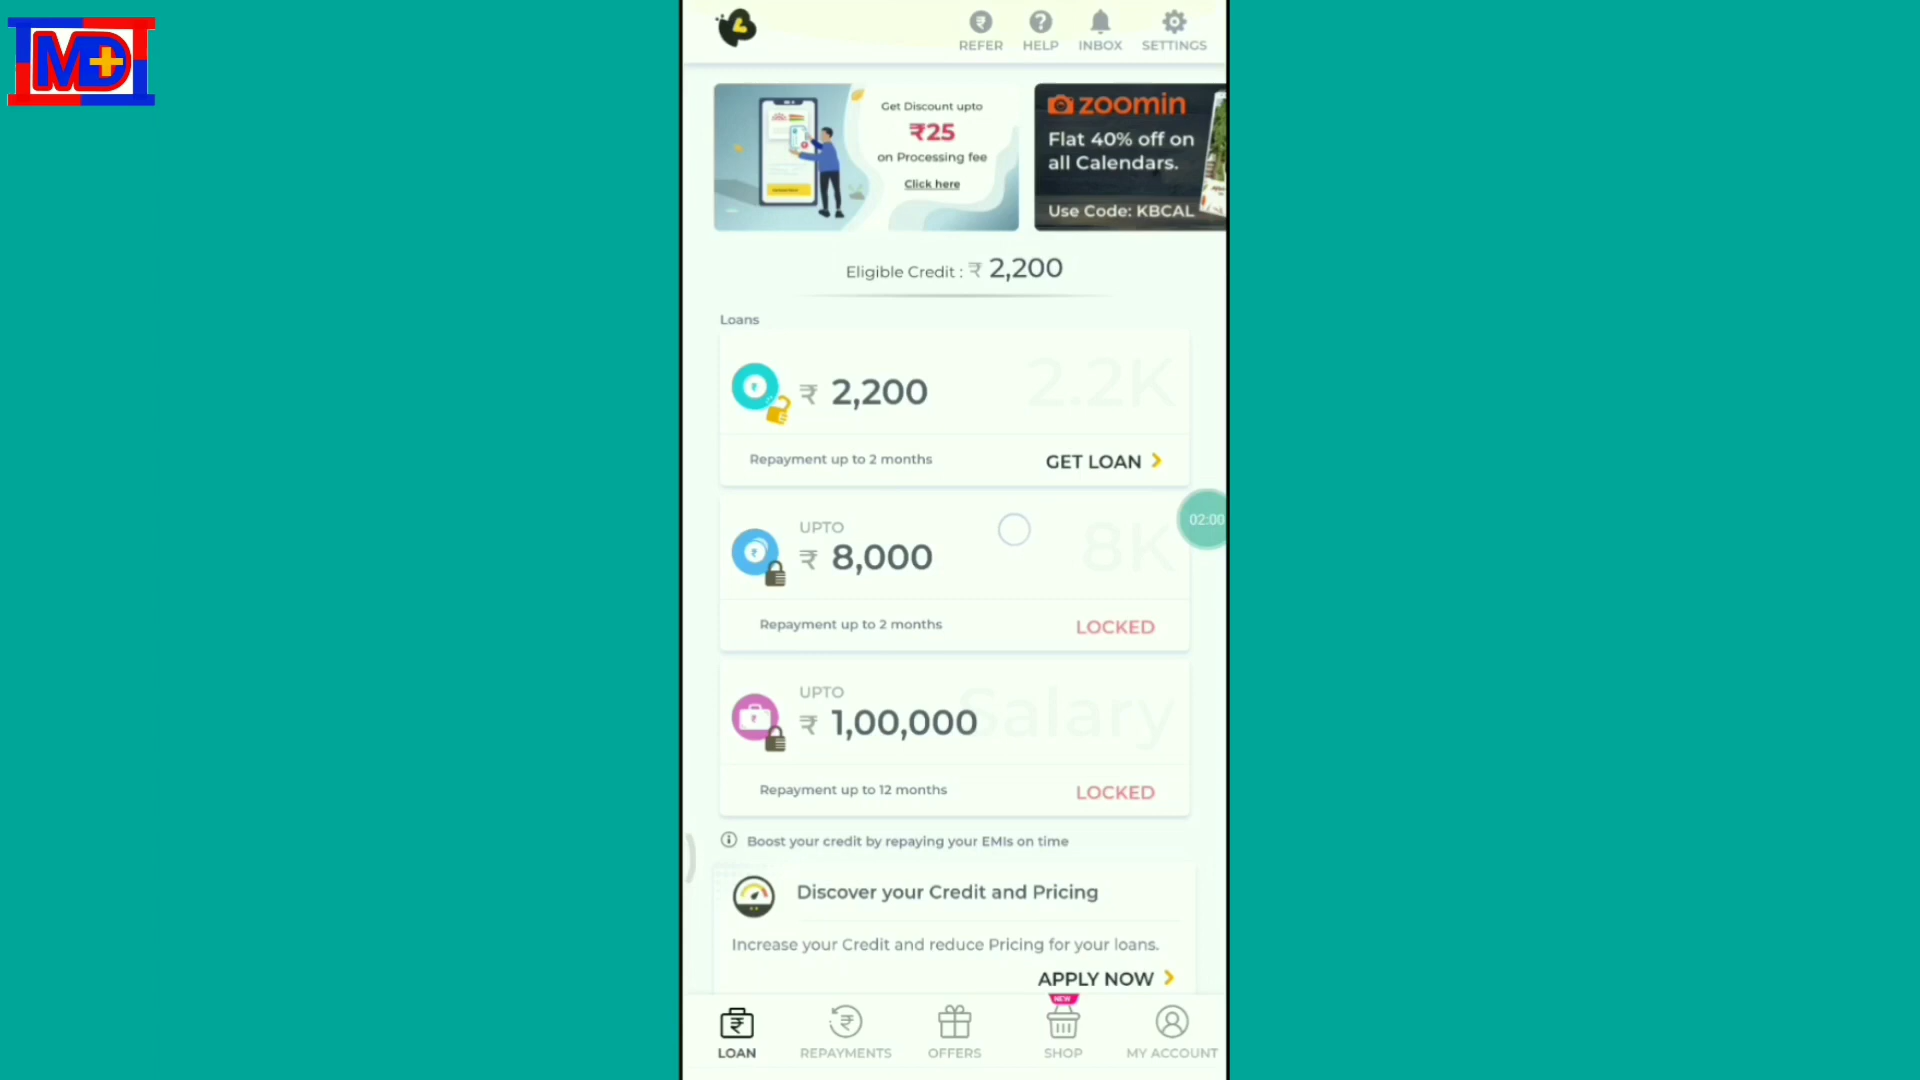 MD+
REFER HELP INBOX SETTINGS
Get Discount upto
₹25
on Processing fee
Click here
zoomin
Flat 40% off on
all Calendars.
Use Code: KBCAL
Eligible Credit : ₹ 2,200
Loans
₹ 2,200
2.2K
Repayment up to 2 months
GET LOAN
UPTO
₹ 8,000
8K
02:00
Repayment up to 2 months
LOCKED
UPTO
₹ 1,00,000
Salary
Repayment up to 12 months
LOCKED
Boost your credit by repaying your EMIs on time
Discover your Credit and Pricing
Increase your Credit and reduce Pricing for your loans.
APPLY NOW
NEW
LOAN REPAYMENTS OFFERS SHOP MY ACCOUNT